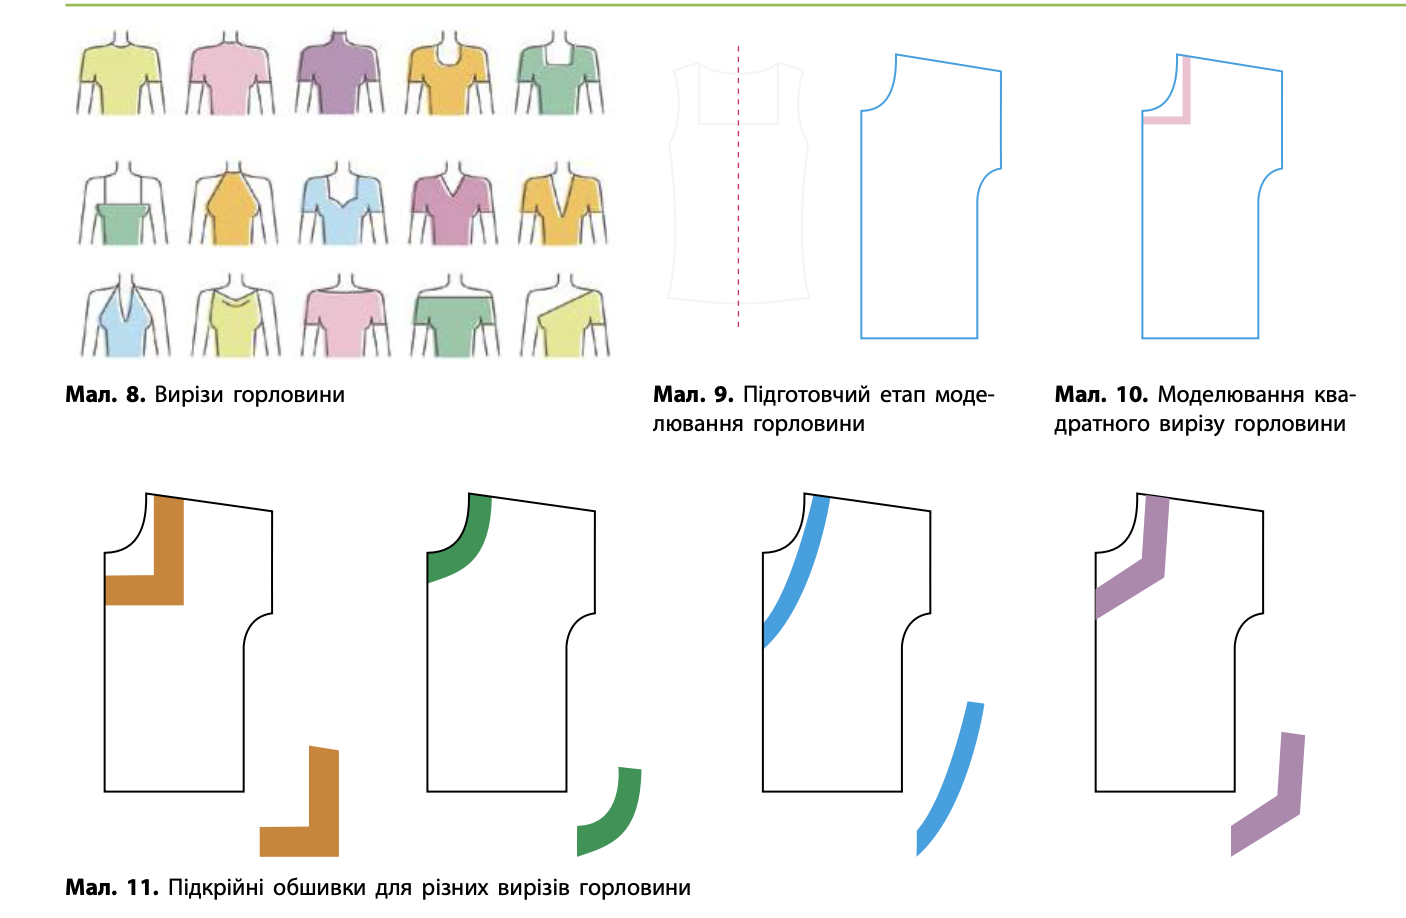 Мал. 8. Вирізи горловини
Мал. 9. Підготовчий етап моде-
лювання горловини
Мал. 10. Моделювання ква-
дратного вирізу горловини
Мал. 11. Підкрійні обшивки для різних вирізів горловини